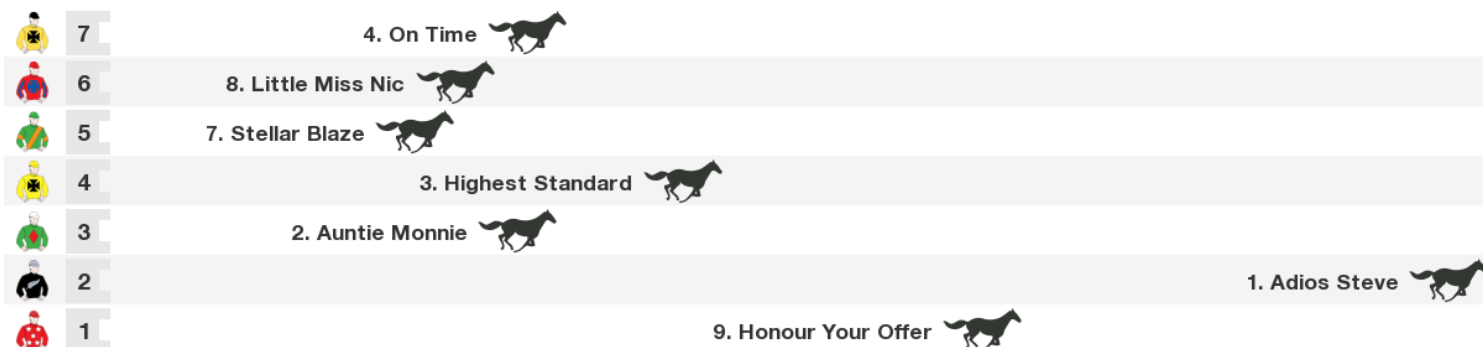 7 4. On Time
6 8. Little Miss Nic
5 7. Stellar Blaze
4 3. Highest Standard
3 2. Auntie Monnie
2 1. Adios Steve
1 9. Honour Your Offer